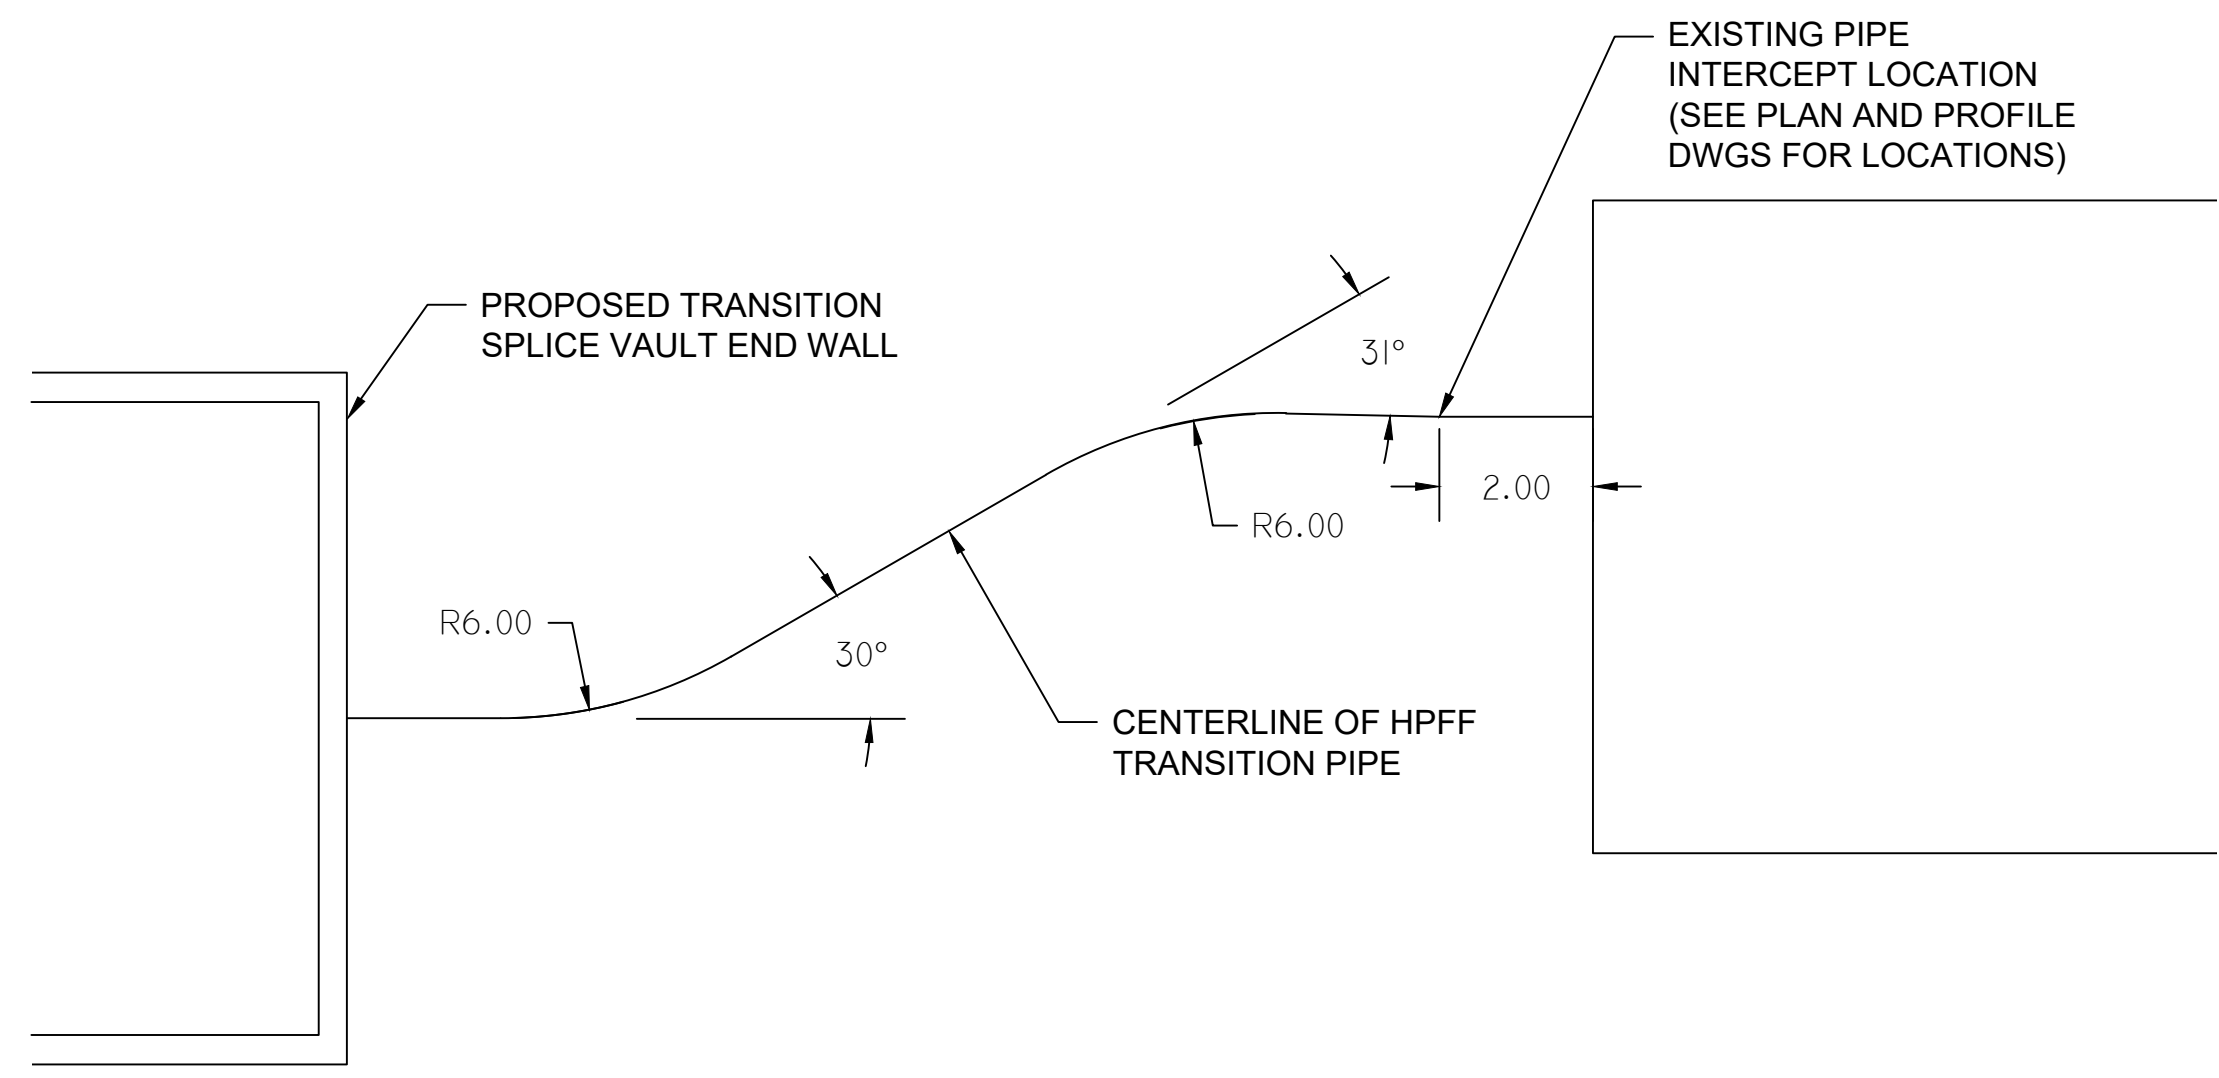 EXISTING PIPE
INTERCEPT LOCATION
(SEE PLAN AND PROFILE
DWGS FOR LOCATIONS)
PROPOSED TRANSITION
SPLICE VAULT END WALL
31°
2.00
R6.00
R6.00
30°
CENTERLINE OF HPFF
TRANSITION PIPE